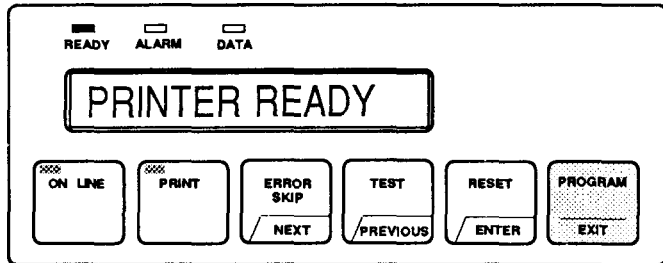 READY ALARM DATA
PRINTER READY
ON LINE PRINT ERROR TEST RESET PROGRAM
SKIP
NEXT PREVIOUS ENTER EXIT